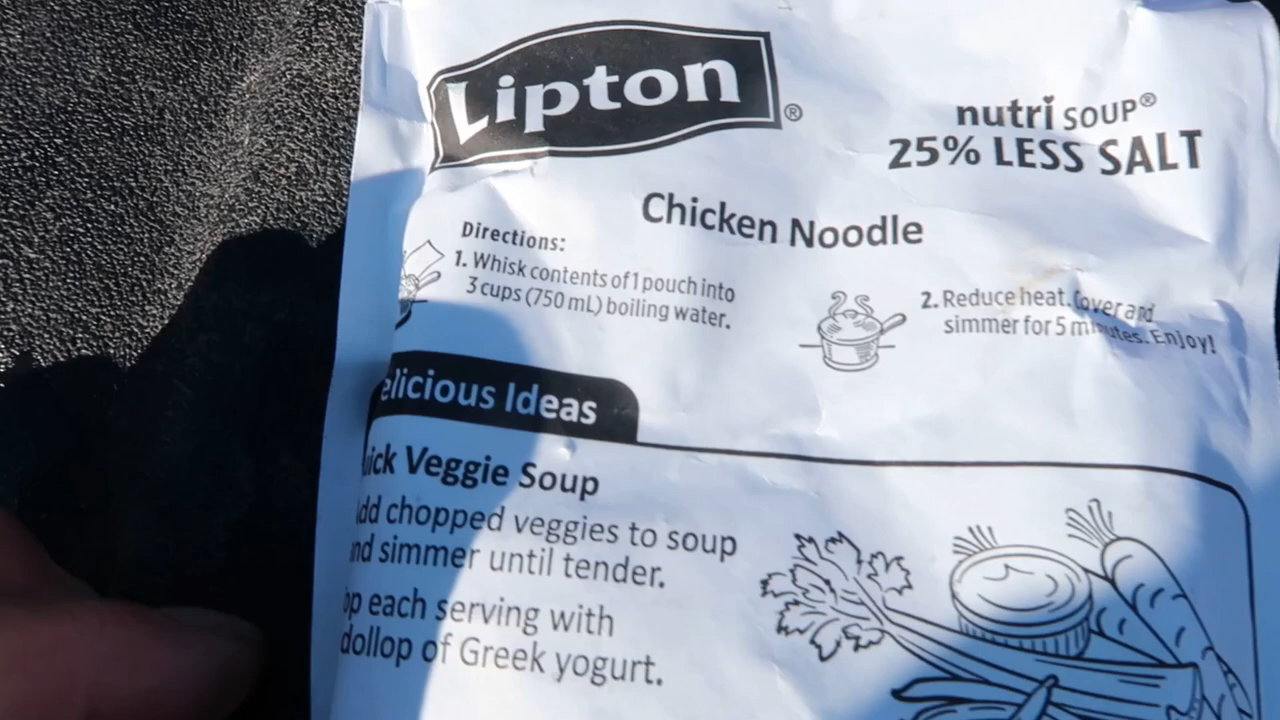 Lipton®
nutri SOUP®
25% LESS SALT
Chicken Noodle
Directions:
1. Whisk contents of 1 pouch into
3 cups (750 mL) boiling water.
2. Reduce heat. Cover and
simmer for 5 minutes. Enjoy!
elicious Ideas
uick Veggie Soup
dd chopped veggies to soup
nd simmer until tender.
op each serving with
dollop of Greek yogurt.